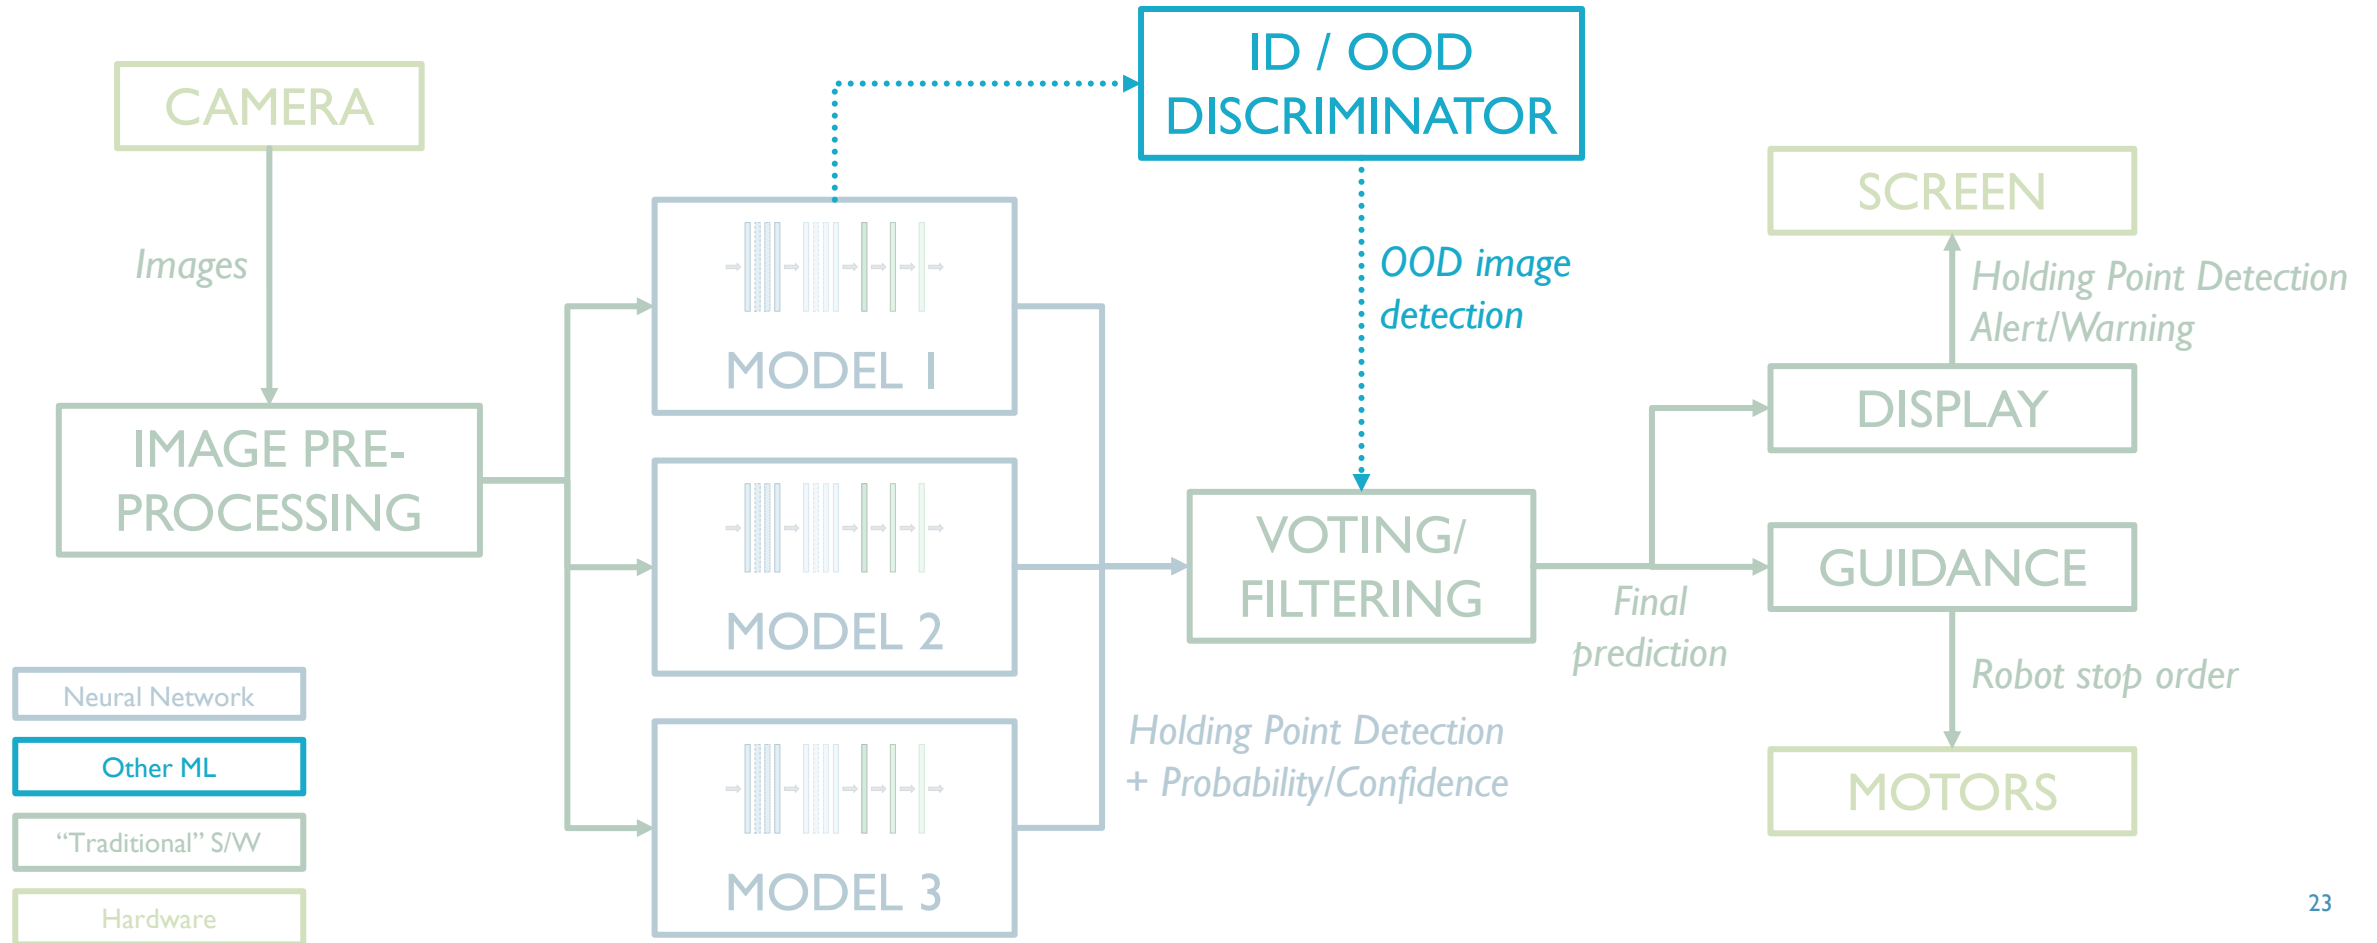 CAMERA
Images
IMAGE PRE-
PROCESSING
MODEL 1
MODEL 2
MODEL 3
ID / OOD
DISCRIMINATOR
OOD image
detection
Holding Point Detection
+ Probability/Confidence
VOTING/
FILTERING
Final
prediction
SCREEN
Holding Point Detection
Alert/Warning
DISPLAY
GUIDANCE
Robot stop order
MOTORS
Neural Network
Other ML
“Traditional” S/W
Hardware
23